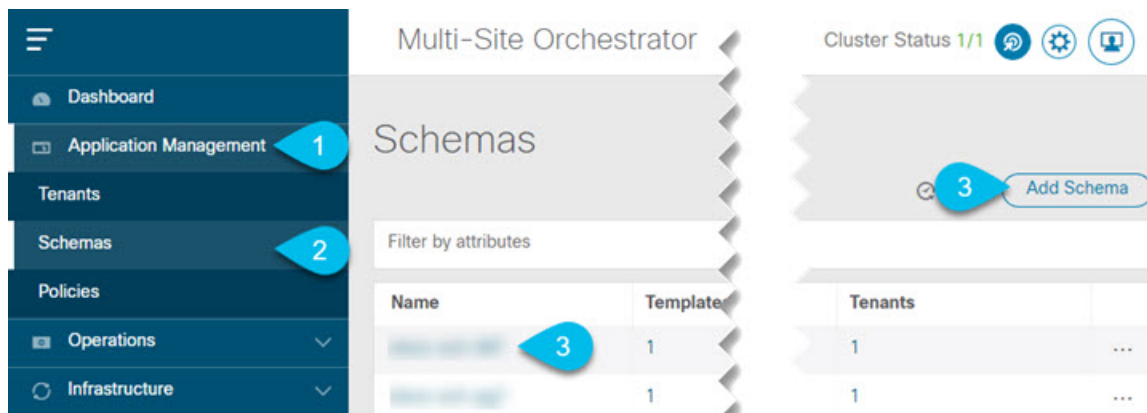 Multi-Site Orchestrator
Cluster Status 1/1
Dashboard
Application Management
1
Tenants
Schemas
2
Policies
Operations
Infrastructure
Schemas
3
Add Schema
Filter by attributes
Name
Tenants
3
1
1
...
1
1
...